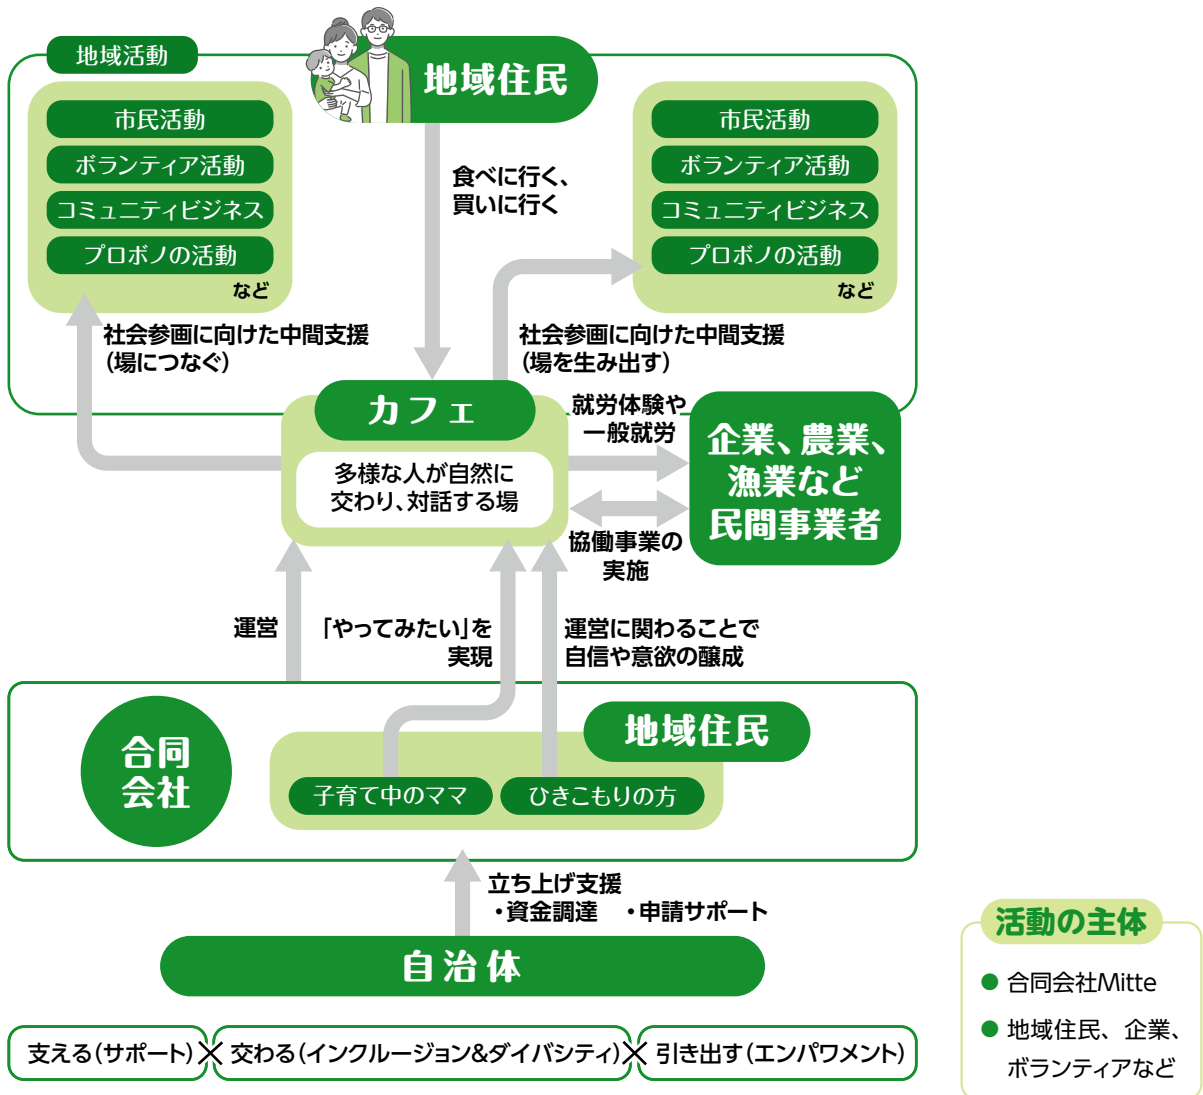 地域活動
地域住民
市民活動
ボランティア活動
コミュニティビジネス
プロボノの活動
など
食べに行く、
買いに行く
市民活動
ボランティア活動
コミュニティビジネス
プロボノの活動
など
社会参画に向けた中間支援
(場につなぐ)
社会参画に向けた中間支援
(場を生み出す)
カフェ
多様な人が自然に
交わり、対話する場
就労体験や
一般就労
企業、農業、
漁業など
民間事業者
協働事業の
実施
運営
「やってみたい」を
実現
運営に関わることで
自信や意欲の醸成
合同
会社
地域住民
子育て中のママ
ひきこもりの方
立ち上げ支援
・資金調達 ・申請サポート
自治体
支える(サポート)×交わる(インクルージョン&ダイバシティ)×引き出す(エンパワメント)
活動の主体
● 合同会社Mitte
● 地域住民、企業、
ボランティアなど